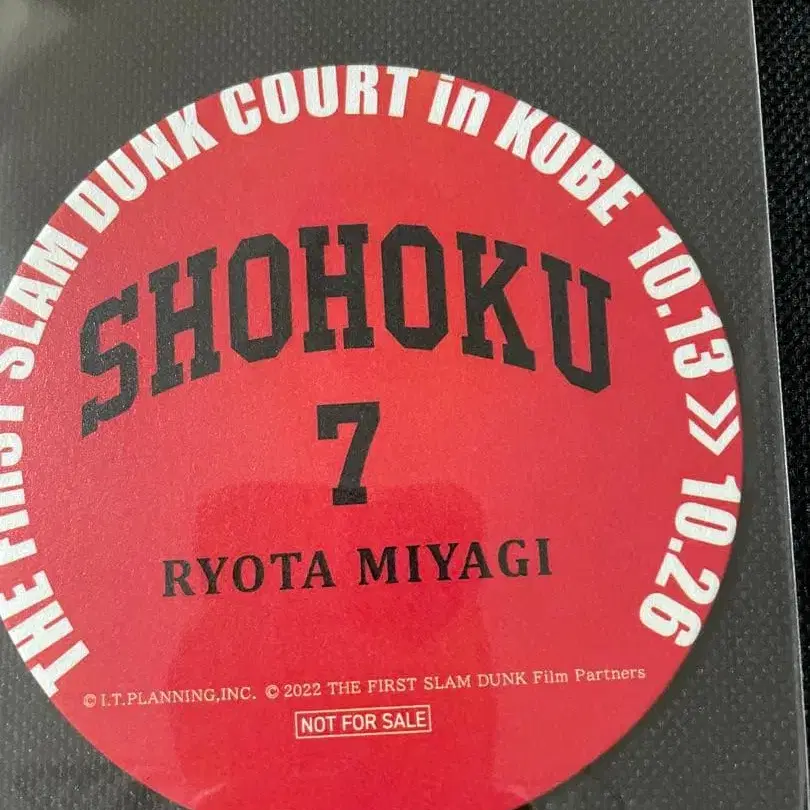 THE FIRST SLAM DUNK COURT in KOBE 10.13 >> 10.26
SHOHOKU
7
RYOTA MIYAGI
© I.T.PLANNING,INC. © 2022 THE FIRST SLAM DUNK Film Partners
NOT FOR SALE